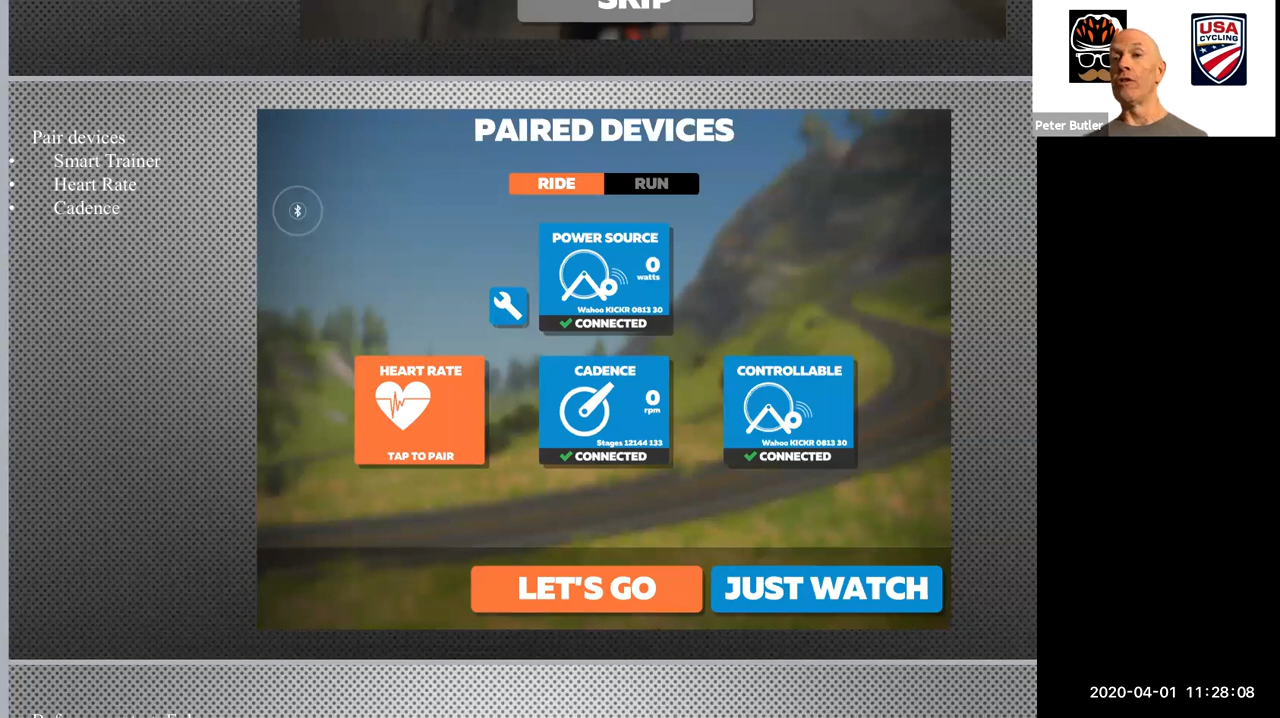 SKIP
USA
CYCLING
Peter Butler
Pair devices
• Smart Trainer
• Heart Rate
• Cadence
PAIRED DEVICES
RIDE RUN
POWER SOURCE
0
watts
Wahoo KICKR 0813 30
CONNECTED
HEART RATE
TAP TO PAIR
CADENCE
0
rpm
Stages 12144 133
CONNECTED
CONTROLLABLE
Wahoo KICKR 0813 30
CONNECTED
LET'S GO
JUST WATCH
2020-04-01 11:28:08